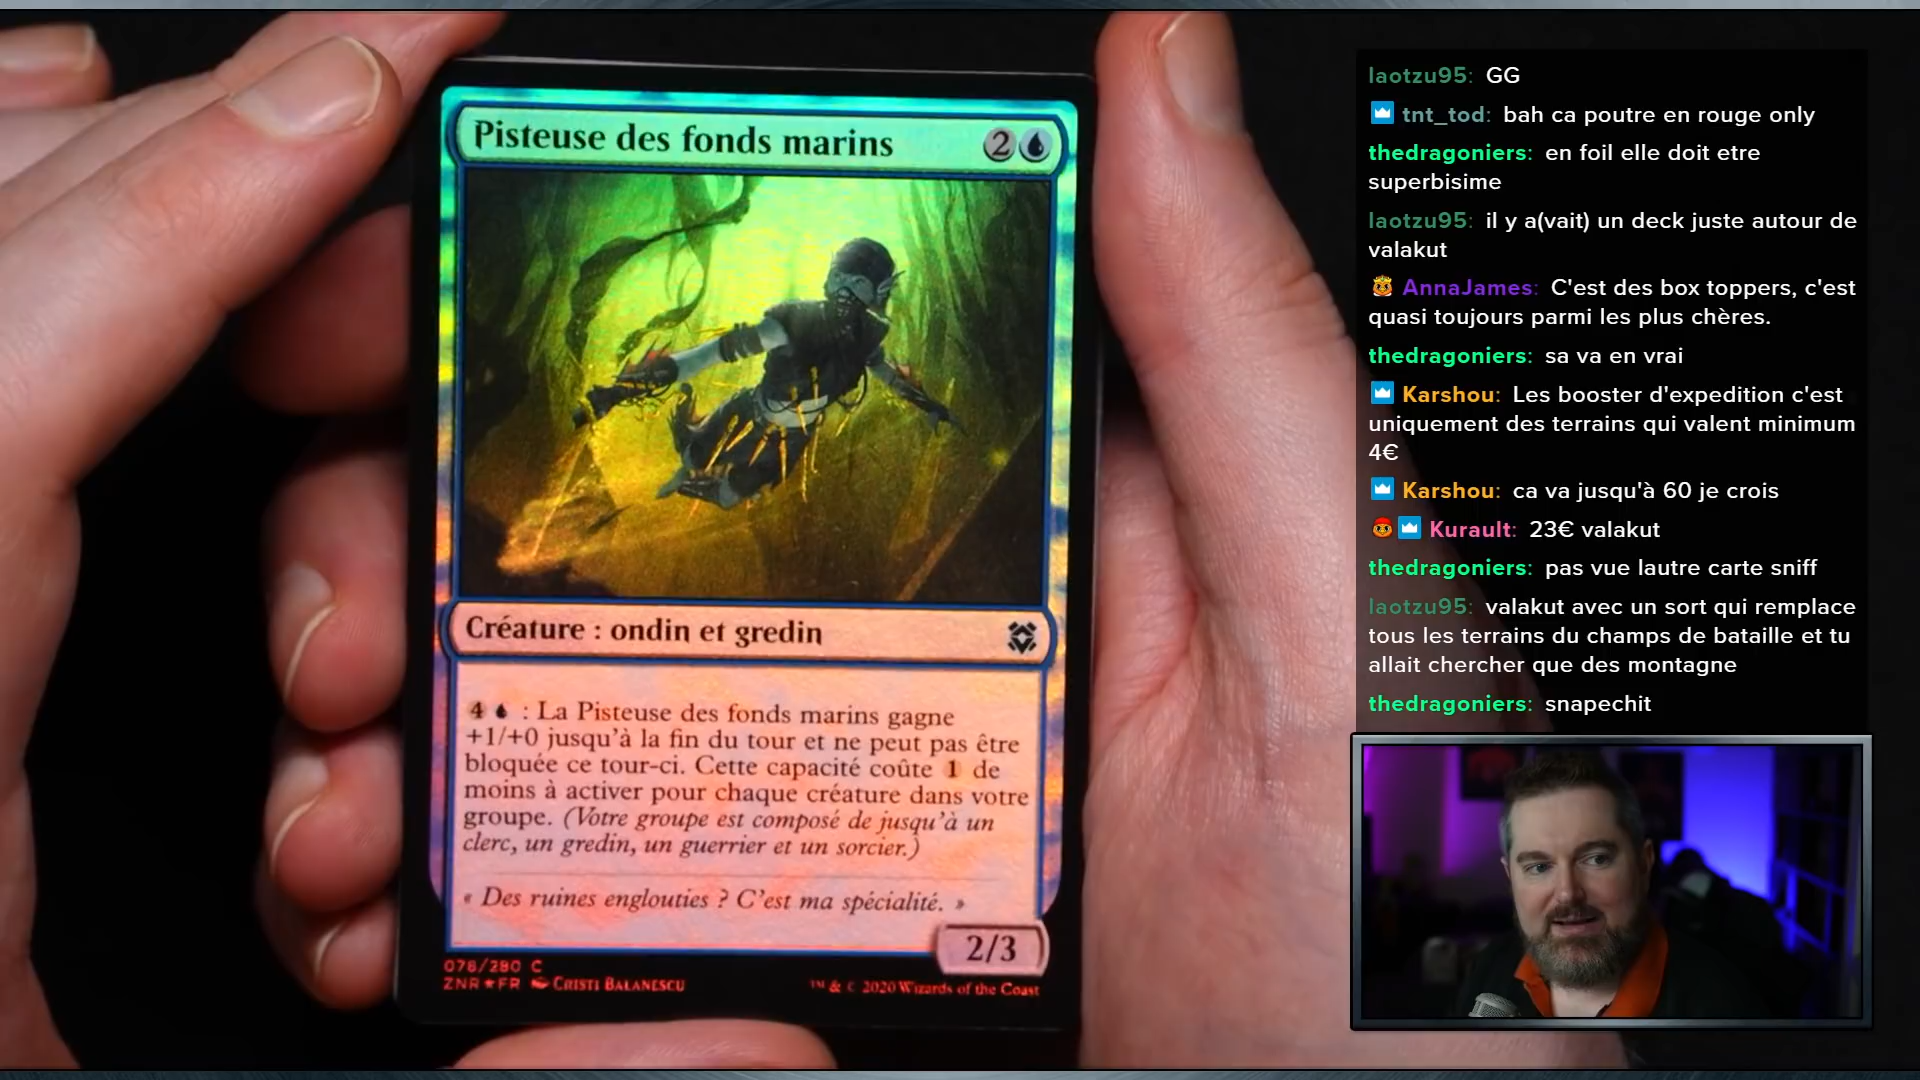 Pisteuse des fonds marins 2
Créature : ondin et gredin
4 : La Pisteuse des fonds marins gagne
+1/+0 jusqu'à la fin du tour et ne peut pas être
bloquée ce tour-ci. Cette capacité coûte 1 de
moins à activer pour chaque créature dans votre
groupe. (Votre groupe est composé de jusqu'à un
clerc, un gredin, un guerrier et un sorcier.)
« Des ruines englouties ? C'est ma spécialité. »
2/3
076/280 C
ZNR★FR CRISTI BALANESCU
™ & © 2020 Wizards of the Coast
laotzu95: GG
tnt_tod: bah ca poutre en rouge only
thedragoniers: en foil elle doit etre
superbisime
laotzu95: il y a(vait) un deck juste autour de
valakut
AnnaJames: C'est des box toppers, c'est
quasi toujours parmi les plus chères.
thedragoniers: sa va en vrai
Karshou: Les booster d'expedition c'est
uniquement des terrains qui valent minimum
4€
Karshou: ca va jusqu'à 60 je crois
Kurault: 23€ valakut
thedragoniers: pas vue lautre carte sniff
laotzu95: valakut avec un sort qui remplace
tous les terrains du champs de bataille et tu
allait chercher que des montagne
thedragoniers: snapechit